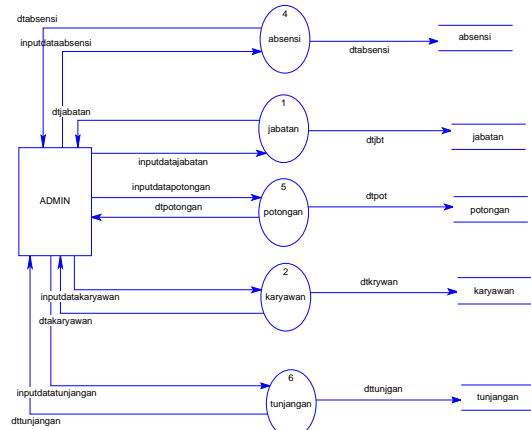 dtabsensi
4
absensi
absensi
inputdataabsensi
dtabsensi
dtjabatan
1
jabatan
dtjbt
jabatan
inputdatajabatan
ADMIN
inputdatapotongan
5
dtpot
dtpotongan
potongan
potongan
2
dtkrywan
inputdatakaryawan
karyawan
karyawan
dtakaryawan
6
inputdatatunjangan
dttunjgan
tunjangan
tunjangan
dttunjangan